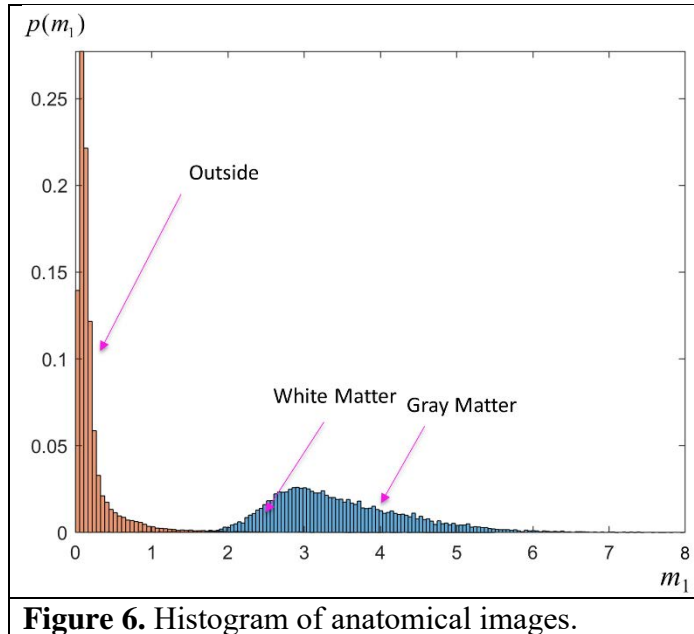 p(m₁)
0.25
0.2
0.15
0.1
0.05
0
Outside
White Matter
Gray Matter
0 1 2 3 4 5 6 7 8
m₁
Figure 6. Histogram of anatomical images.